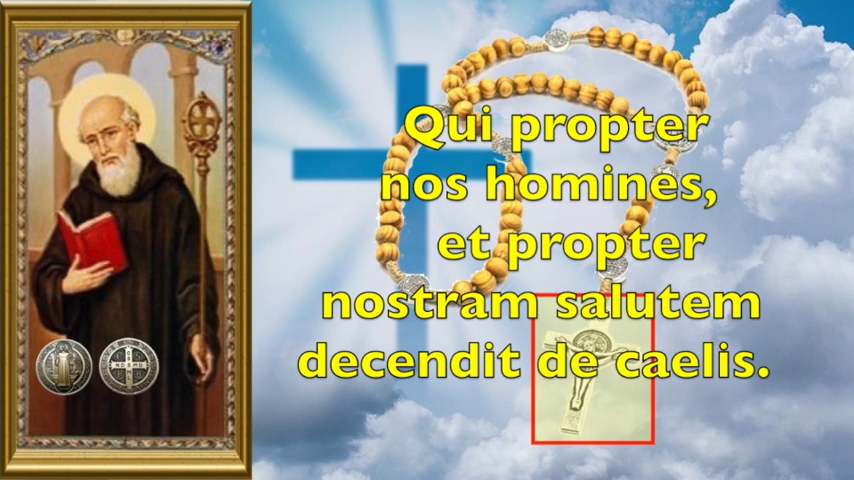 Qui propter
nos homines,
et propter
nostram salutem
decendit de caelis.